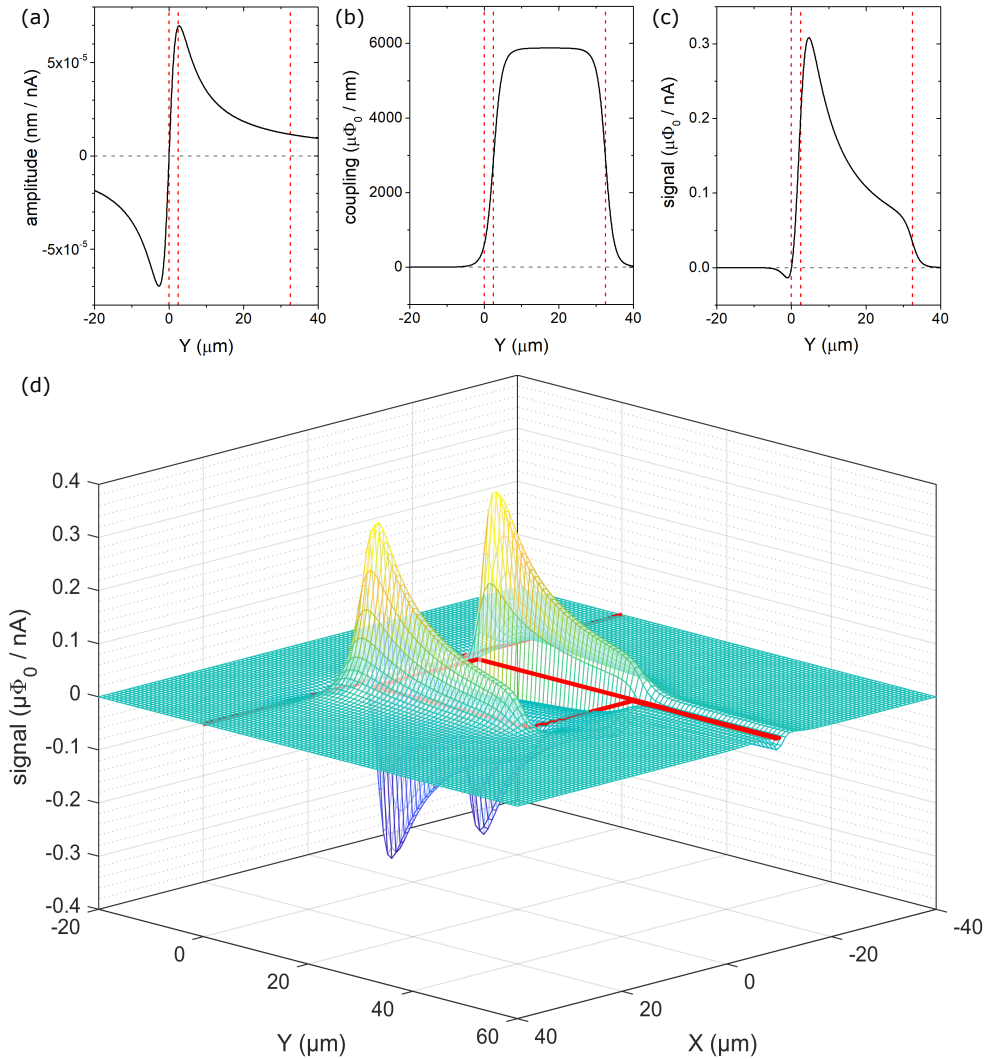 (a)
amplitude (nm / nA)
5x10⁻⁵
0
-5x10⁻⁵
-20 0 20 40
Y (μm)
(b)
coupling (μΦ₀ / nm)
6000
4000
2000
0
-20 0 20 40
Y (μm)
(c)
signal (μΦ₀ / nA)
0.3
0.2
0.1
0.0
-20 0 20 40
Y (μm)
(d)
signal (μΦ₀ / nA)
0.4
0.3
0.2
0.1
0
-0.1
-0.2
-0.3
-0.4
-20
0
20
40
60
Y (μm)
40
20
0
-20
-40
X (μm)